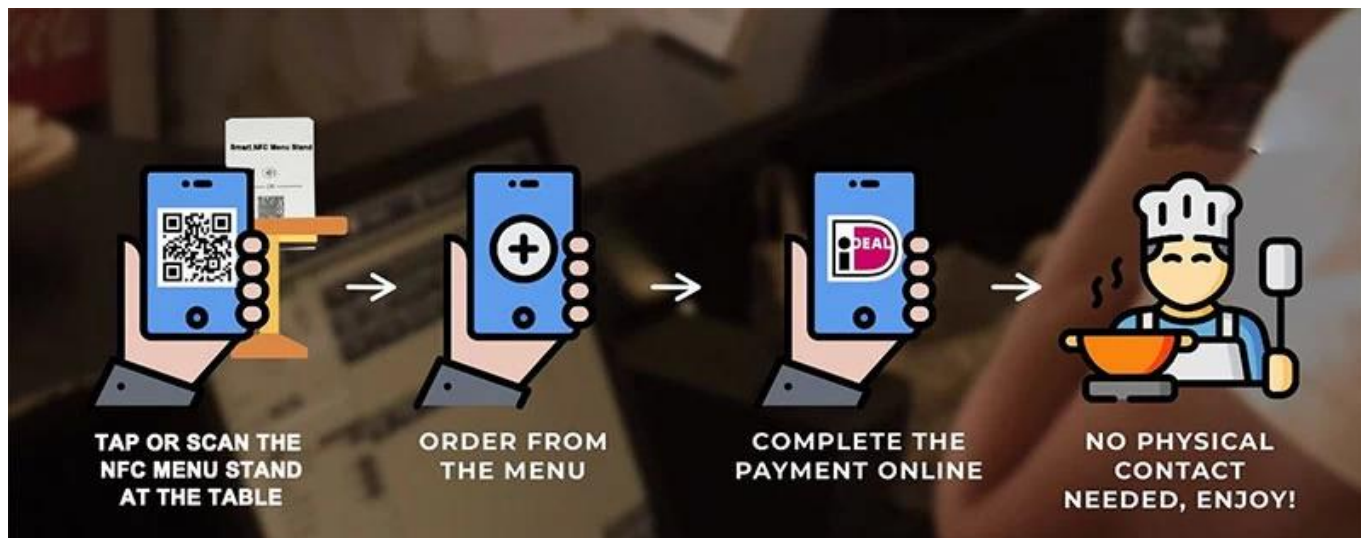 Smart NFC Menu Stand
OR
iDEAL
TAP OR SCAN THE
NFC MENU STAND
AT THE TABLE
ORDER FROM
THE MENU
COMPLETE THE
PAYMENT ONLINE
NO PHYSICAL
CONTACT
NEEDED, ENJOY!